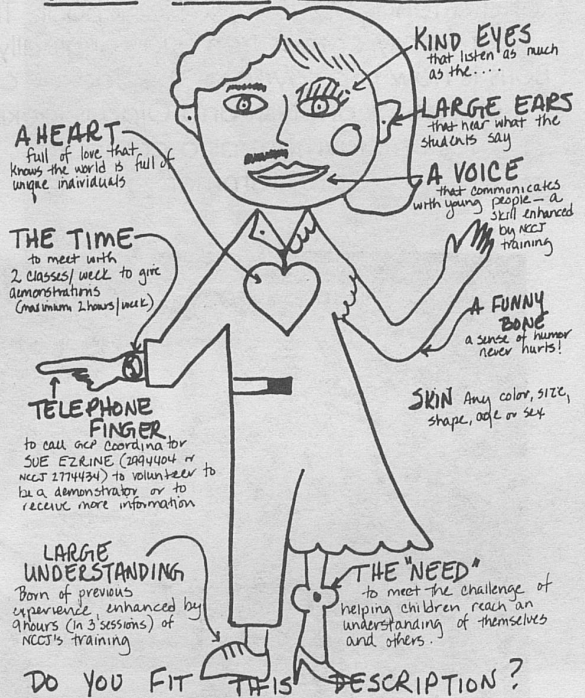 KIND EYES
that listen as much
as the....
LARGE EARS
that hear what the
students say
A HEART
full of love that
knows the world is full of
unique individuals
A VOICE
that communicates
with young people – a
skill enhanced
by NCCJ
training
THE TIME
to meet with
2 classes/week to give
demonstrations
(maximum 2 hours/week)
A FUNNY
BONE
a sense of humor
never hurts!
SKIN Any color, size,
shape, age or sex
TELEPHONE
FINGER
to call GCP Coordinator
SUE EZRINE (2994404 or
NCCJ 2774434) to volunteer to
be a demonstrator or to
receive more information
LARGE
UNDERSTANDING
Born of previous
experience, enhanced by
9 hours (in 3 sessions) of
NCCJ's training
THE "NEED"
to meet the challenge of
helping children reach an
understanding of themselves
and others.
DO YOU FIT THIS DESCRIPTION?